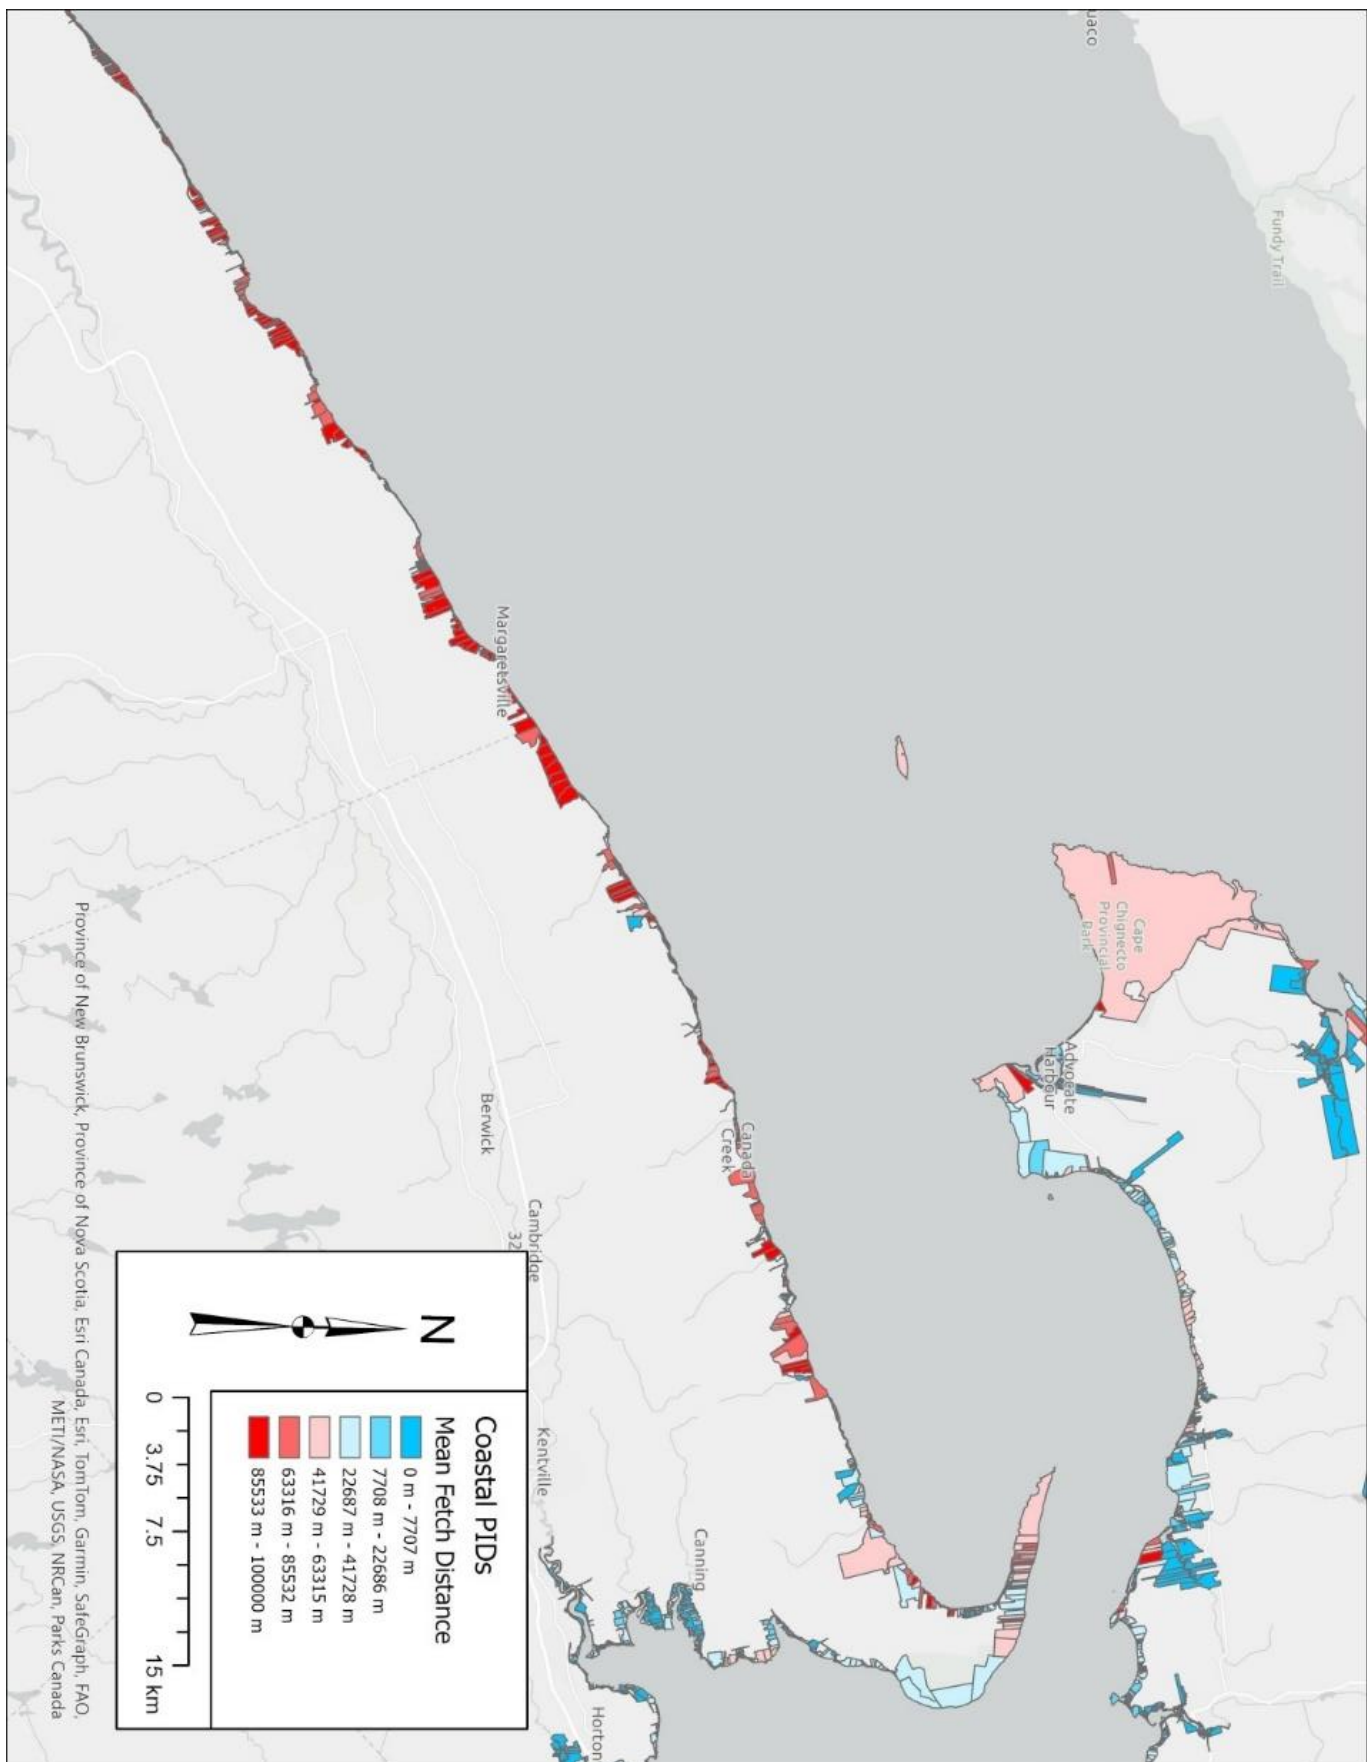 uaco
Fundy Trail
Cape
Chignecto
Provincial
Park
Advocate
Harbour
Margaretsville
Canada
Creek
Berwick
Cambridge
32
Kentville
Canning
Horton
N
Coastal PIDs
Mean Fetch Distance
0 m - 7707 m
7708 m - 22686 m
22687 m - 41728 m
41729 m - 63315 m
63316 m - 85532 m
85533 m - 100000 m
0 3.75 7.5 15 km
Province of New Brunswick, Province of Nova Scotia, Esri Canada, Esri, TomTom, Garmin, SafeGraph, FAO,
METI/NASA, USGS, NRCan, Parks Canada